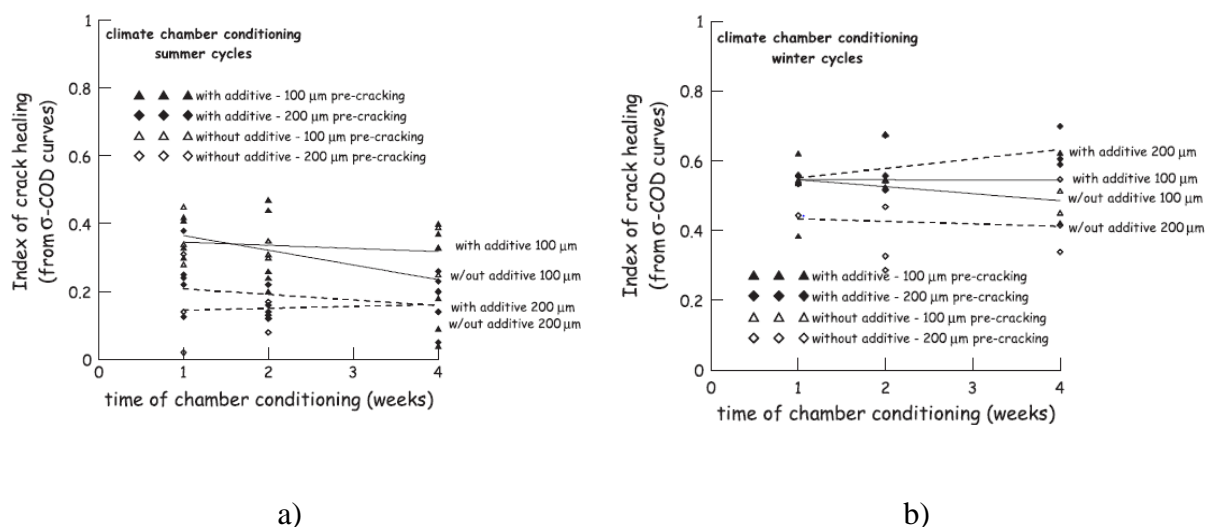 climate chamber conditioning
summer cycles
with additive - 100 μm pre-cracking
with additive - 200 μm pre-cracking
without additive - 100 μm pre-cracking
without additive - 200 μm pre-cracking
1
0.8
0.6
0.4
0.2
0
Index of crack healing
(from σ-COD curves)
with additive 100 μm
w/out additive 100 μm
with additive 200 μm
w/out additive 200 μm
0 1 2 3 4
time of chamber conditioning (weeks)
a)
climate chamber conditioning
winter cycles
1
0.8
0.6
0.4
0.2
0
Index of crack healing
(from σ-COD curves)
with additive 200 μm
with additive 100 μm
w/out additive 100 μm
w/out additive 200 μm
with additive - 100 μm pre-cracking
with additive - 200 μm pre-cracking
without additive - 100 μm pre-cracking
without additive - 200 μm pre-cracking
0 1 2 3 4
time of chamber conditioning (weeks)
b)